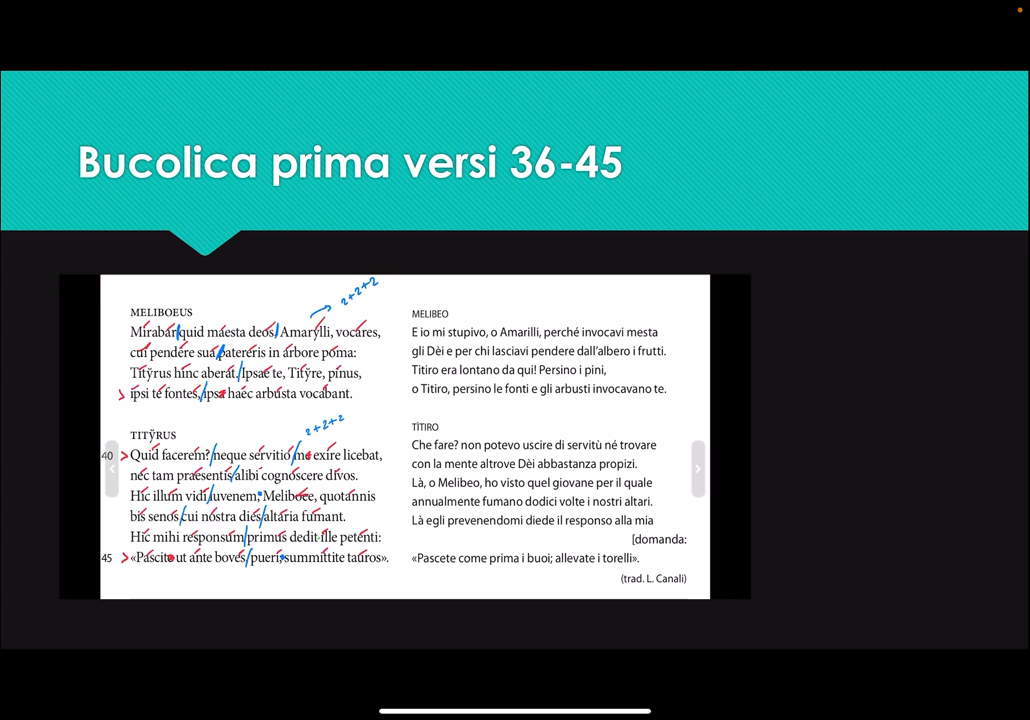 Bucolica prima versi 36-45
2+2+2
MELIBOEUS
Mirabar quid maesta deos, Amarylli, vocares,
cui pendere sua patereris in arbore poma:
Titŷrus hinc aberat. Ipsae te, Titŷre, pinus,
ipsi te fontes, ipsa haec arbusta vocabant.
2+2+2
TITŶRUS
40 Quid facerem? neque servitio me exire licebat,
nec tam praesentis alibi cognoscere divos.
Hic illum vidi iuvenem, Meliboee, quotannis
bis senos cui nostra dies altaria fumant.
Hic mihi responsum primus dedit ille petenti:
45 «Pascite ut ante boves, pueri, summittite tauros».
MELIBEO
E io mi stupivo, o Amarilli, perché invocavi mesta
gli Dèi e per chi lasciavi pendere dall'albero i frutti.
Titiro era lontano da qui! Persino i pini,
o Titiro, persino le fonti e gli arbusti invocavano te.
TÌTIRO
Che fare? non potevo uscire di servitù né trovare
con la mente altrove Dèi abbastanza propizi.
Là, o Melibeo, ho visto quel giovane per il quale
annualmente fumano dodici volte i nostri altari.
Là egli prevenendomi diede il responso alla mia
[domanda:
«Pascete come prima i buoi; allevate i torelli».
(trad. L. Canali)